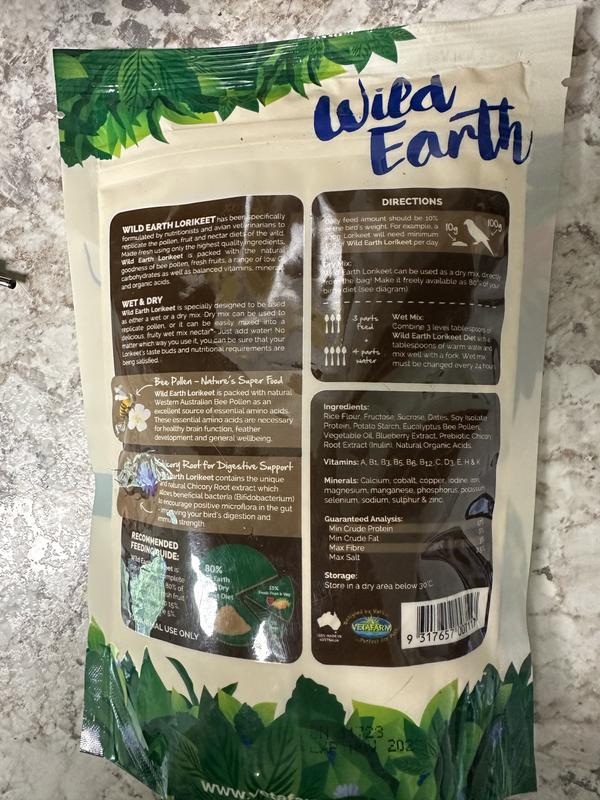 Wild
Earth
WILD EARTH LORIKEET has been specifically
formulated by nutritionists and avian veterinarians to
replicate the pollen, fruit and nectar diets of the wild.
Made fresh using only the highest quality ingredients,
Wild Earth Lorikeet is packed with the natural
goodness of bee pollen, fresh fruits, a range of low G
carbohydrates as well as balanced vitamins, mineral
and organic acids.
WET & DRY
Wild Earth Lorikeet is specially designed to be used
as either a wet or a dry mix. Dry mix can be used to
replicate pollen, or it can be easily mixed into a
delicious, fruity wet mix nectar - Just add water! No
matter which way you use it, you can be sure that your
Lorikeet's taste buds and nutritional requirements are
being satisfied.
Bee Pollen - Nature's Super Food
Wild Earth Lorikeet is packed with natural
Western Australian Bee Pollen as an
excellent source of essential amino acids.
These essential amino acids are necessary
for healthy brain function, feather
development and general wellbeing.
Root for Digestive Support
Earth Lorikeet contains the unique
natural Chicory Root extract which
allows beneficial bacteria (Bifidobacterium)
to encourage positive microflora in the gut
improving your bird's digestion and
immune strength.
RECOMMENDED
FEEDING GUIDE:
80%
Earth
Dry
Diet
15%
Fresh Fruit & Veg
USE ONLY
DIRECTIONS
Daily feed amount should be 10%
of the bird's weight. For example, a
100g Lorikeet will need minimum
10g of Wild Earth Lorikeet per day
10g
100g
Dry Mix:
Wild Earth Lorikeet can be used as a dry mix, directly
from the bag! Make it freely available as 80% of your
birds diet (see diagram)
3 parts
feed
+
4 parts
water
Wet Mix:
Combine 3 level tablespoons of
Wild Earth Lorikeet Diet with 4
tablespoons of warm water and
mix well with a fork. Wet mix
must be changed every 24 hours
Ingredients:
Rice Flour, Fructose, Sucrose, Dates, Soy Isolate
Protein, Potato Starch, Eucalyptus Bee Pollen,
Vegetable Oil, Blueberry Extract, Prebiotic Chicory
Root Extract (Inulin), Natural Organic Acids.
Vitamins: A, B1, B3, B5, B6, B12, C, D3, E, H & K
Minerals: Calcium, cobalt, copper, iodine, iron,
magnesium, manganese, phosphorus, potassium,
selenium, sodium, sulphur & zinc.
Guaranteed Analysis:
Min Crude Protein
Min Crude Fat
Max Fibre
Max Salt
Storage:
Store in a dry area below 30°C
100% MADE IN
AUSTRALIA
VETAFARM
9 317657 00117